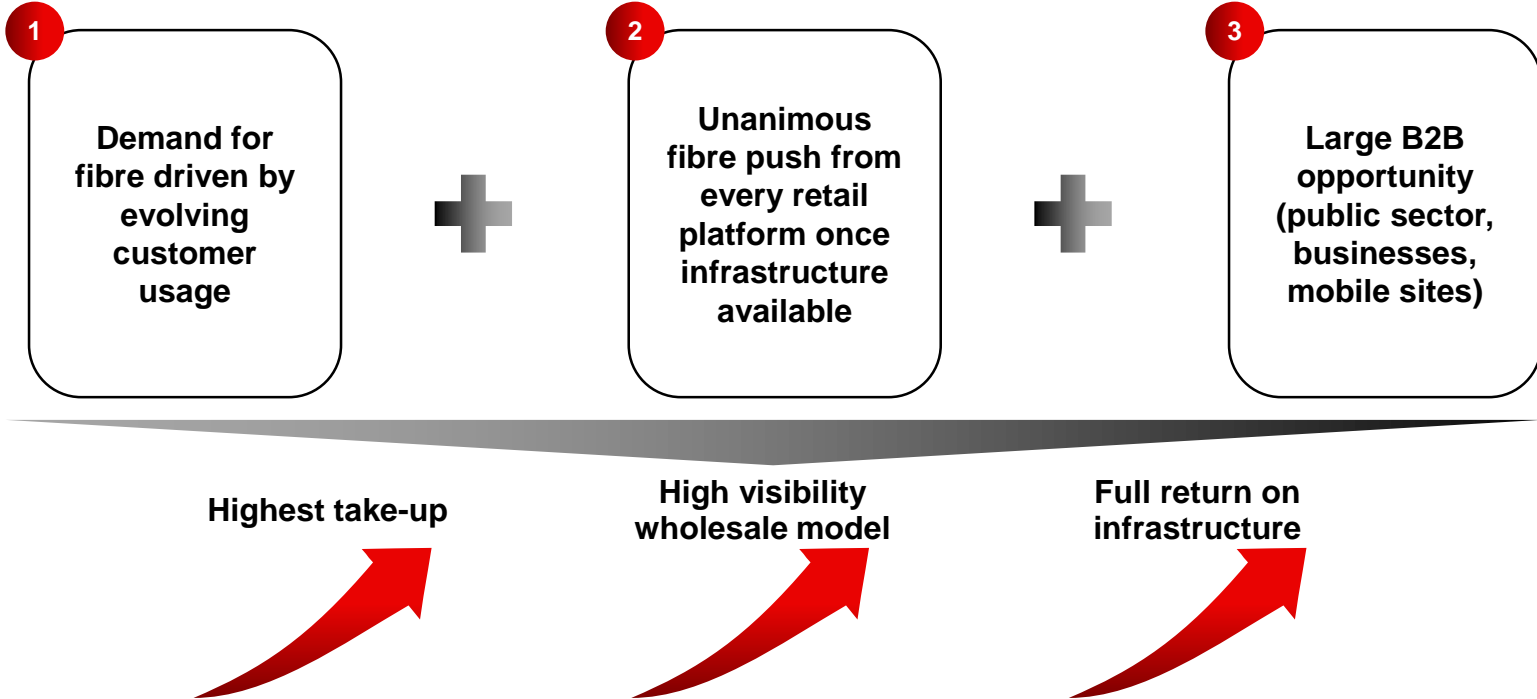 1
Demand for
fibre driven by
evolving
customer
usage
2
Unanimous
fibre push from
every retail
platform once
infrastructure
available
3
Large B2B
opportunity
(public sector,
businesses,
mobile sites)
Highest take-up
High visibility
wholesale model
Full return on
infrastructure